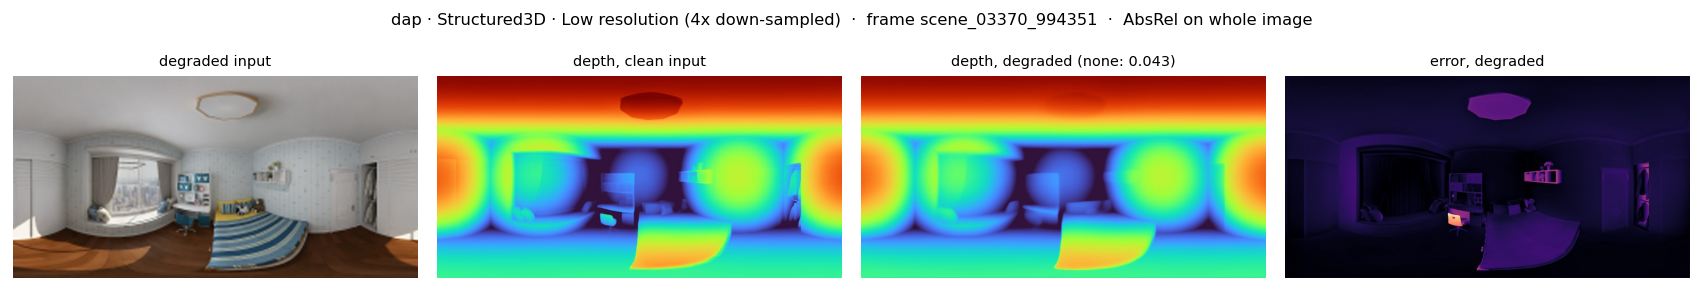 dap · Structured3D · Low resolution (4x down-sampled) · frame scene_03370_994351 · AbsRel on whole image
degraded input
depth, clean input
depth, degraded (none: 0.043)
error, degraded